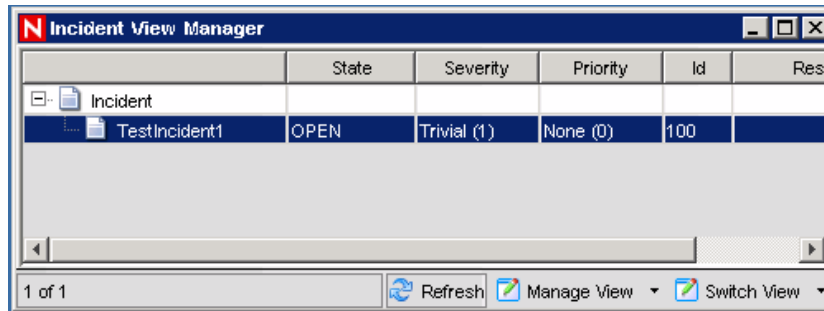 N Incident View Manager
State Severity Priority Id Res
Incident
TestIncident1 OPEN Trivial (1) None (0) 100
1 of 1 Refresh Manage View Switch View